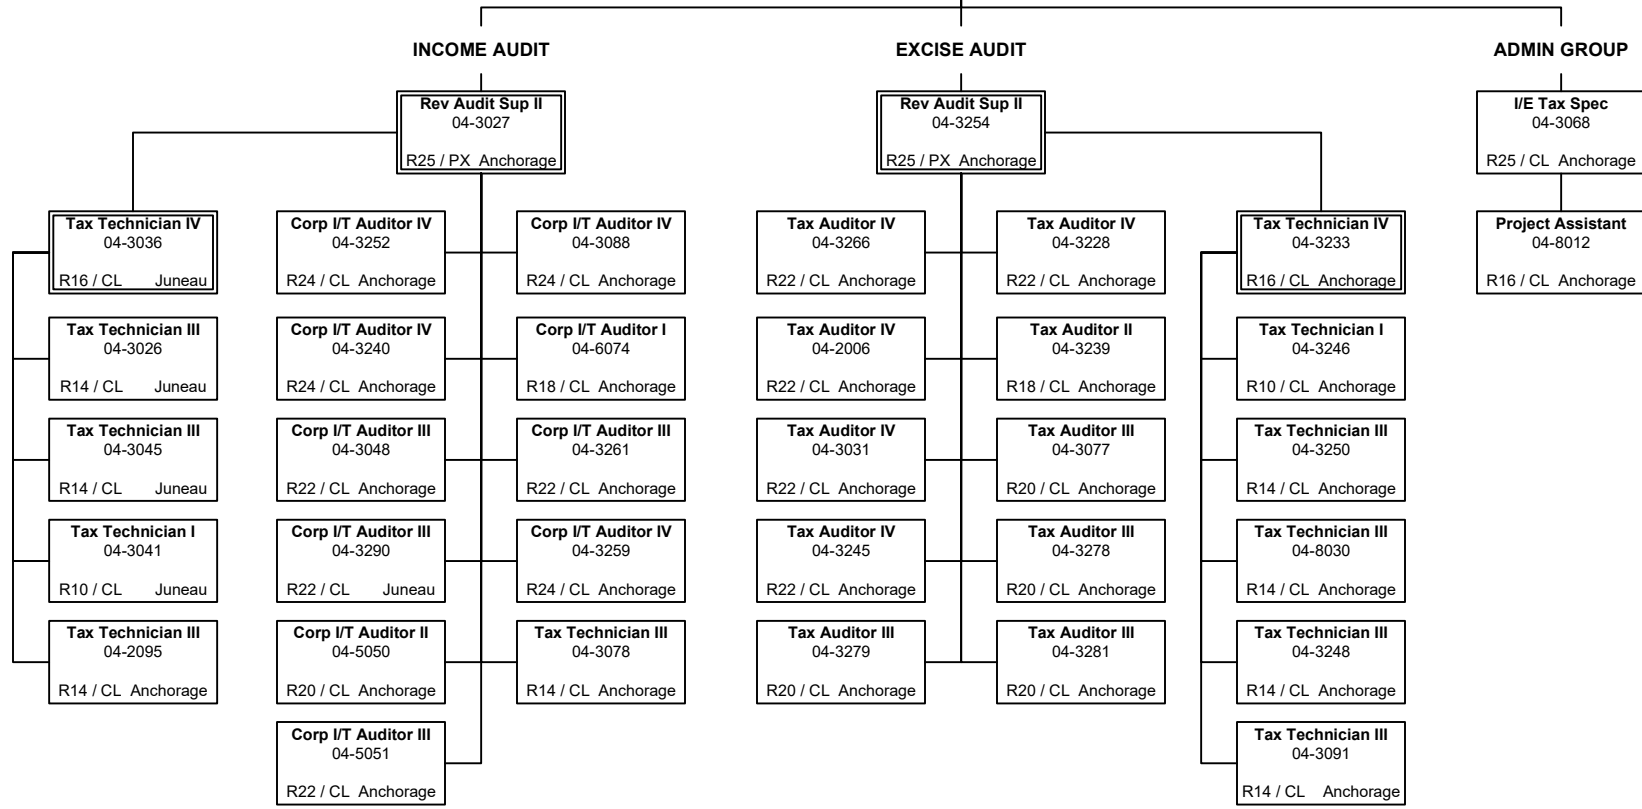 INCOME AUDIT
EXCISE AUDIT
ADMIN GROUP
Rev Audit Sup II
04-3027
R25 / PX Anchorage
Rev Audit Sup II
04-3254
R25 / PX Anchorage
I/E Tax Spec
04-3068
R25 / CL Anchorage
Tax Technician IV
04-3036
R16 / CL Juneau
Corp I/T Auditor IV
04-3252
R24 / CL Anchorage
Corp I/T Auditor IV
04-3088
R24 / CL Anchorage
Tax Auditor IV
04-3266
R22 / CL Anchorage
Tax Auditor IV
04-3228
R22 / CL Anchorage
Tax Technician IV
04-3233
R16 / CL Anchorage
Project Assistant
04-8012
R16 / CL Anchorage
Tax Technician III
04-3026
R14 / CL Juneau
Corp I/T Auditor IV
04-3240
R24 / CL Anchorage
Corp I/T Auditor I
04-6074
R18 / CL Anchorage
Tax Auditor IV
04-2006
R22 / CL Anchorage
Tax Auditor II
04-3239
R18 / CL Anchorage
Tax Technician I
04-3246
R10 / CL Anchorage
Tax Technician III
04-3045
R14 / CL Juneau
Corp I/T Auditor III
04-3048
R22 / CL Anchorage
Corp I/T Auditor III
04-3261
R22 / CL Anchorage
Tax Auditor IV
04-3031
R22 / CL Anchorage
Tax Auditor III
04-3077
R20 / CL Anchorage
Tax Technician III
04-3250
R14 / CL Anchorage
Tax Technician I
04-3041
R10 / CL Juneau
Corp I/T Auditor III
04-3290
R22 / CL Juneau
Corp I/T Auditor IV
04-3259
R24 / CL Anchorage
Tax Auditor IV
04-3245
R22 / CL Anchorage
Tax Auditor III
04-3278
R20 / CL Anchorage
Tax Technician III
04-8030
R14 / CL Anchorage
Tax Technician III
04-2095
R14 / CL Anchorage
Corp I/T Auditor II
04-5050
R20 / CL Anchorage
Tax Technician III
04-3078
R14 / CL Anchorage
Tax Auditor III
04-3279
R20 / CL Anchorage
Tax Auditor III
04-3281
R20 / CL Anchorage
Tax Technician III
04-3248
R14 / CL Anchorage
Corp I/T Auditor III
04-5051
R22 / CL Anchorage
Tax Technician III
04-3091
R14 / CL Anchorage